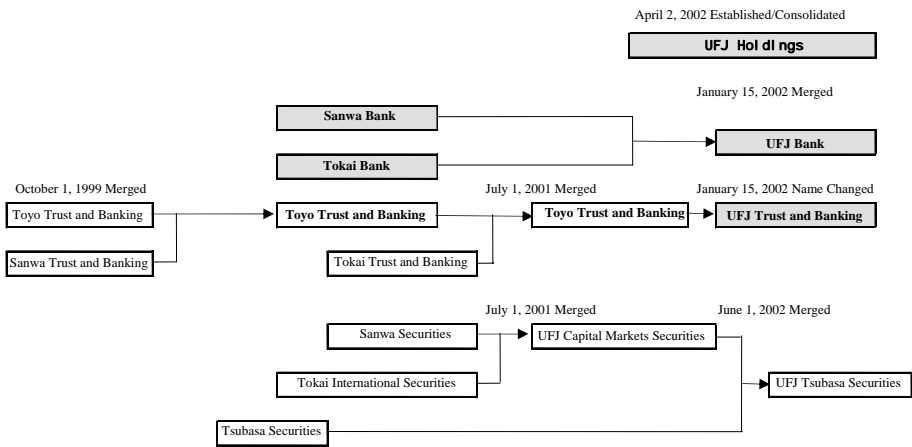 April 2, 2002 Established/Consolidated
UFJ Holdings
January 15, 2002 Merged
Sanwa Bank
UFJ Bank
Tokai Bank
October 1, 1999 Merged
July 1, 2001 Merged
January 15, 2002 Name Changed
Toyo Trust and Banking
Toyo Trust and Banking
Toyo Trust and Banking
UFJ Trust and Banking
Sanwa Trust and Banking
Tokai Trust and Banking
July 1, 2001 Merged
June 1, 2002 Merged
Sanwa Securities
UFJ Capital Markets Securities
Tokai International Securities
UFJ Tsubasa Securities
Tsubasa Securities